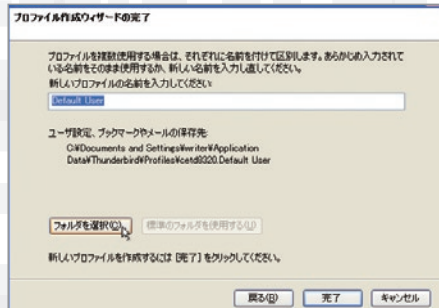 プロファイル作成ウィザードの完了
プロファイルを複数使用する場合は、それぞれに名前を付けて区別します。あらかじめ入力されて
いる名前をそのまま使用するか、新しい名前を入力し直してください。
新しいプロファイルの名前を入力してください:
Default User
ユーザ設定、ブックマークやメールの保存先:
C:¥Documents and Settings¥writer¥Application
Data¥Thunderbird¥Profiles¥cetd8320.Default User
フォルダを選択(C)... 標準のフォルダを使用する(U)
新しいプロファイルを作成するには [完了] をクリックしてください。
戻る(B) 完了 キャンセル